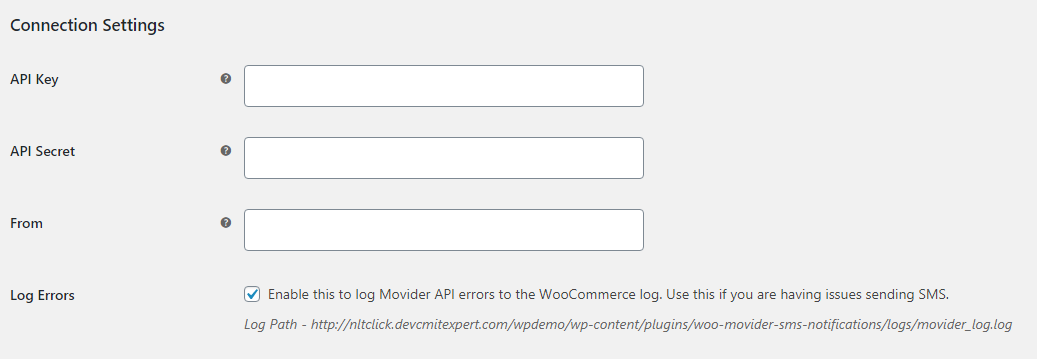 Connection Settings
API Key
API Secret
From
Log Errors
Enable this to log Movider API errors to the WooCommerce log. Use this if you are having issues sending SMS.
Log Path - http://nltclick.devcmitexpert.com/wpdemo/wp-content/plugins/woo-movider-sms-notifications/logs/movider_log.log